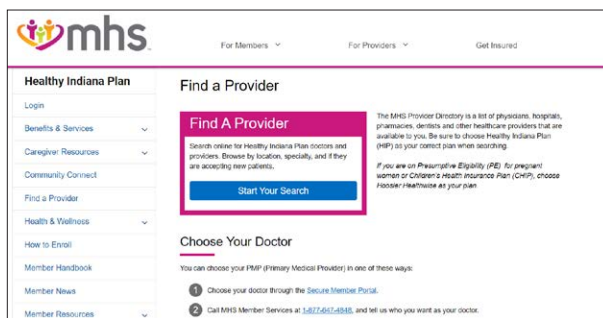 mhs
For Members
For Providers
Get Insured
Healthy Indiana Plan
Login
Benefits & Services
Caregiver Resources
Community Connect
Find a Provider
Health & Wellness
How to Enroll
Member Handbook
Member News
Member Resources
Find a Provider
Find A Provider
Search online for Healthy Indiana Plan doctors and
providers. Browse by location, specialty, and if they
are accepting new patients.
Start Your Search
The MHS Provider Directory is a list of physicians, hospitals,
pharmacies, dentists and other healthcare providers that are
available to you. Be sure to choose Healthy Indiana Plan
(HIP) as your correct plan when searching.
If you are on Presumptive Eligibility (PE) for pregnant
women or Children's Health Insurance Plan (CHIP), choose
Hoosier Healthwise as your plan
Choose Your Doctor
You can choose your PMP (Primary Medical Provider) in one of these ways:
1 Choose your doctor through the Secure Member Portal.
2 Call MHS Member Services at 1-877-647-4848, and tell us who you want as your doctor.